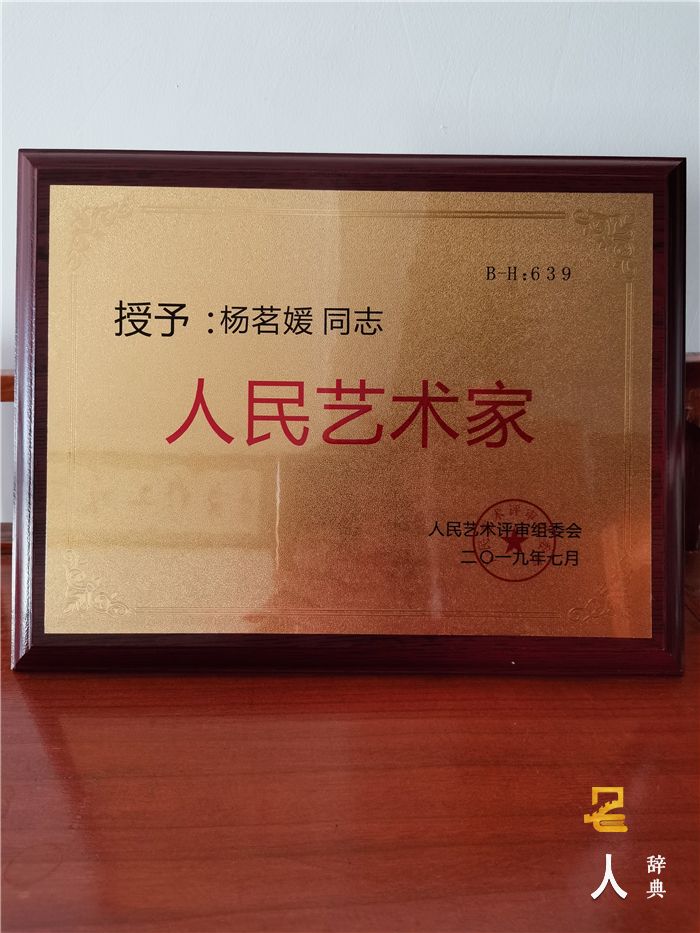 B-H:639
授予:杨茗媛 同志
人民艺术家
人民艺术评审组委会
二〇一九年七月
人 辞典